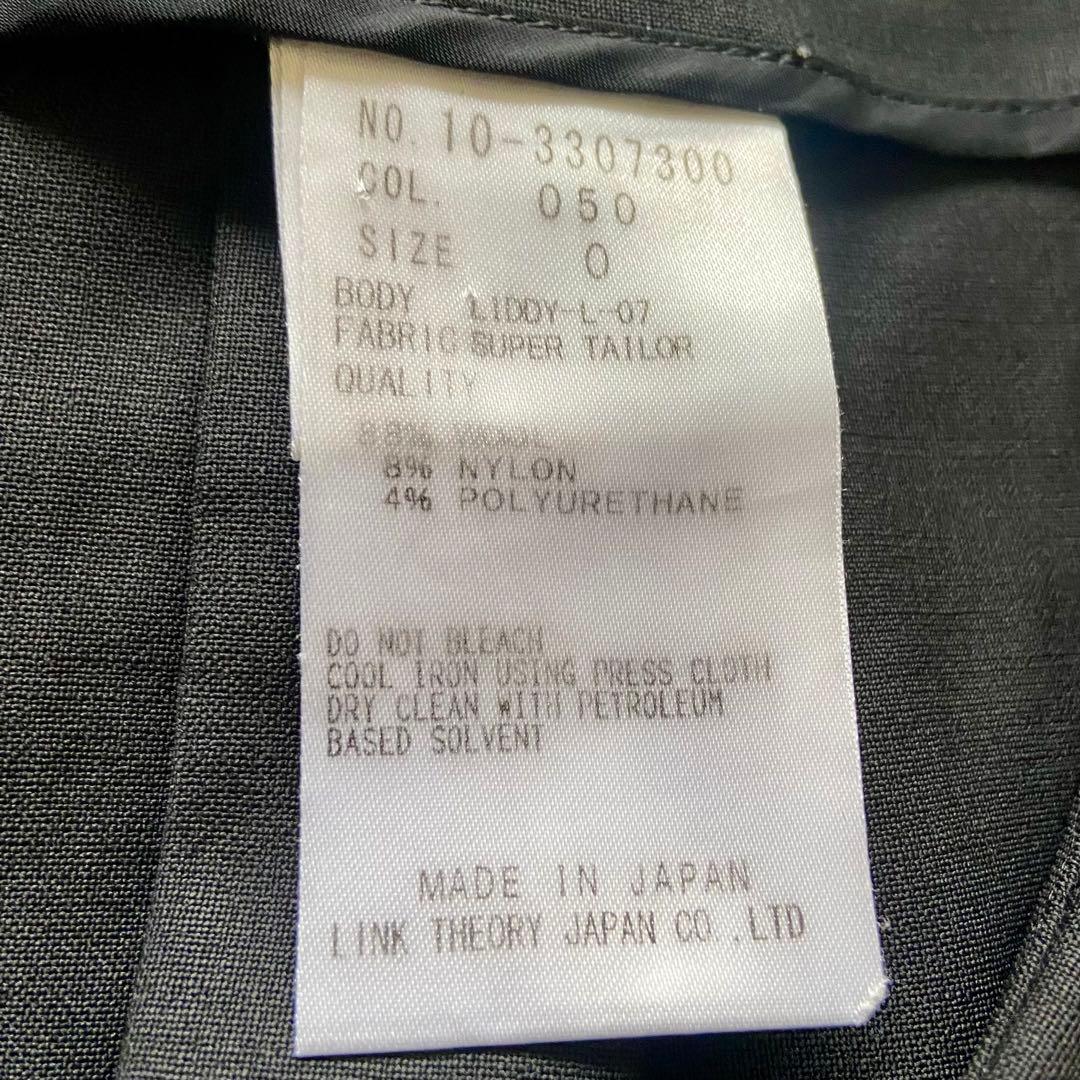 NO. 10-3307300
COL. 050
SIZE 0
BODY LIDDY-L-07
FABRIC SUPER TAILOR
QUALITY
88% WOOL
8% NYLON
4% POLYURETHANE
DO NOT BLEACH
COOL IRON USING PRESS CLOTH
DRY CLEAN WITH PETROLEUM
BASED SOLVENT
MADE IN JAPAN
LINK THEORY JAPAN CO.,LTD